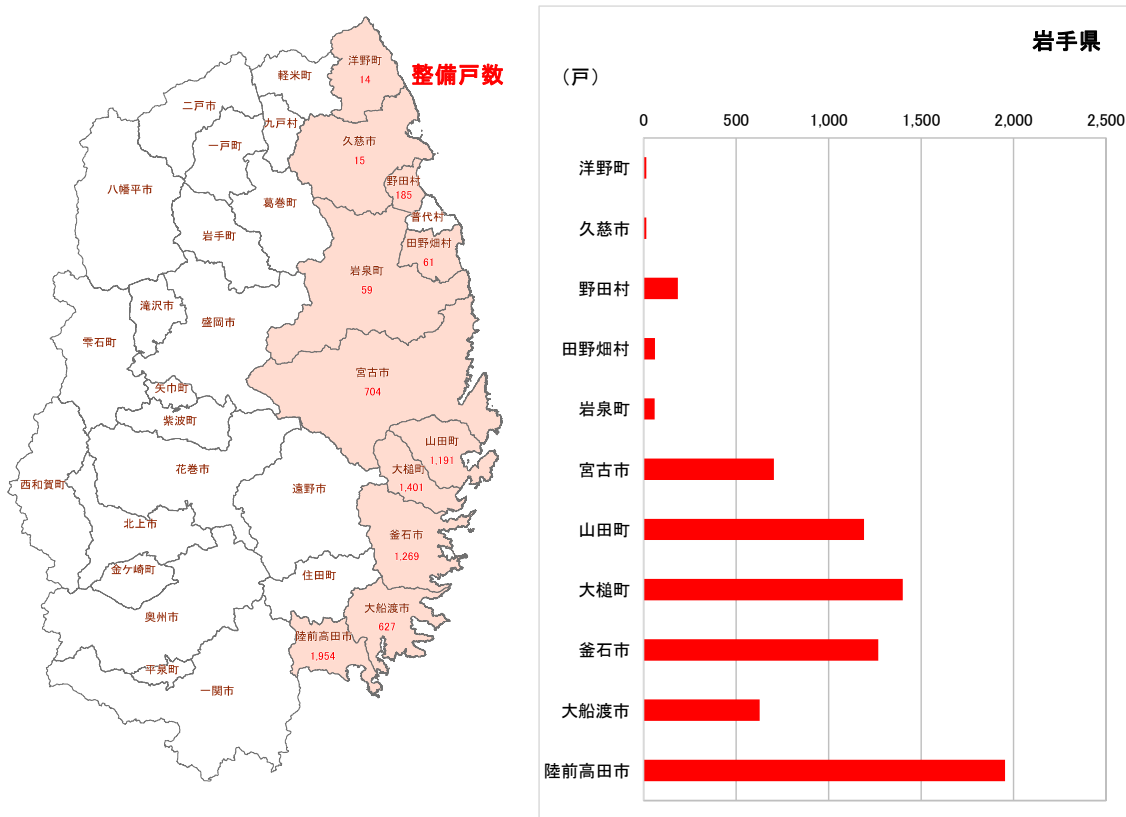 整備戸数
洋野町
14
軽米町
二戸市
九戸村
久慈市
15
一戸町
八幡平市
野田村
185
葛巻町
普代村
岩手町
田野畑村
61
岩泉町
59
滝沢市
盛岡市
雫石町
宮古市
704
矢巾町
紫波町
山田町
1,191
花巻市
大槌町
1,401
西和賀町
遠野市
北上市
釜石市
1,269
金ケ崎町
住田町
奥州市
大船渡市
627
陸前高田市
1,954
平泉町
一関市
岩手県
（戸）
0 500 1,000 1,500 2,000 2,500
洋野町
久慈市
野田村
田野畑村
岩泉町
宮古市
山田町
大槌町
釜石市
大船渡市
陸前高田市